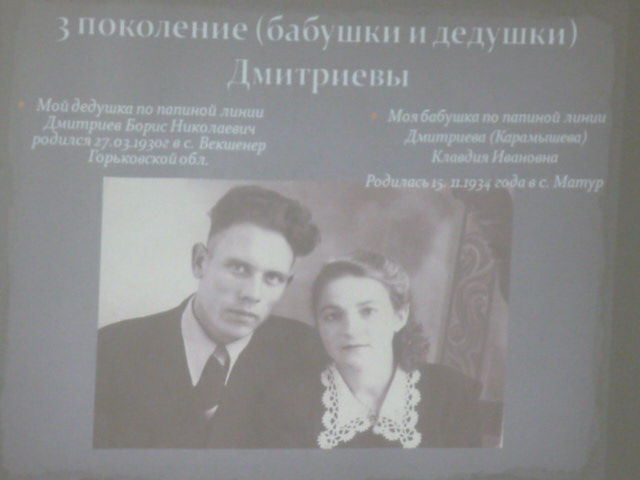 3 поколение (бабушки и дедушки)
Дмитриевы
Мой дедушка по папиной линии
Дмитриев Борис Николаевич
родился 27.03.1930г в с. Векшенер
Горьковской обл.
Моя бабушка по папиной линии
Дмитриева (Карамышева)
Клавдия Ивановна
Родилась 15. 11.1934 года в с. Матур